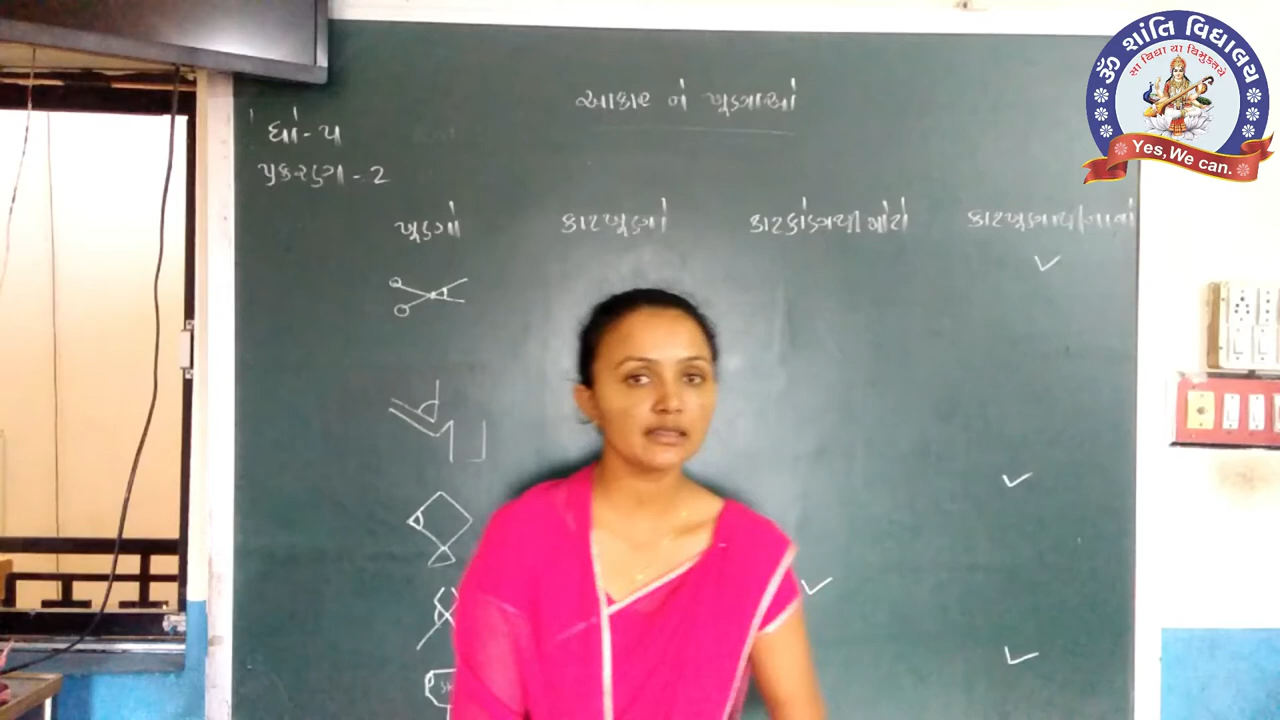 ૐ શાંતિ વિદ્યાલય
સા વિદ્યા યા વિમુક્તયે
Yes, We can.
આકાર ને ખૂણાઓ
ધો-૫
પ્રકરણ-2
ખૂણો કાટખૂણો કાટકોણથી મોટો